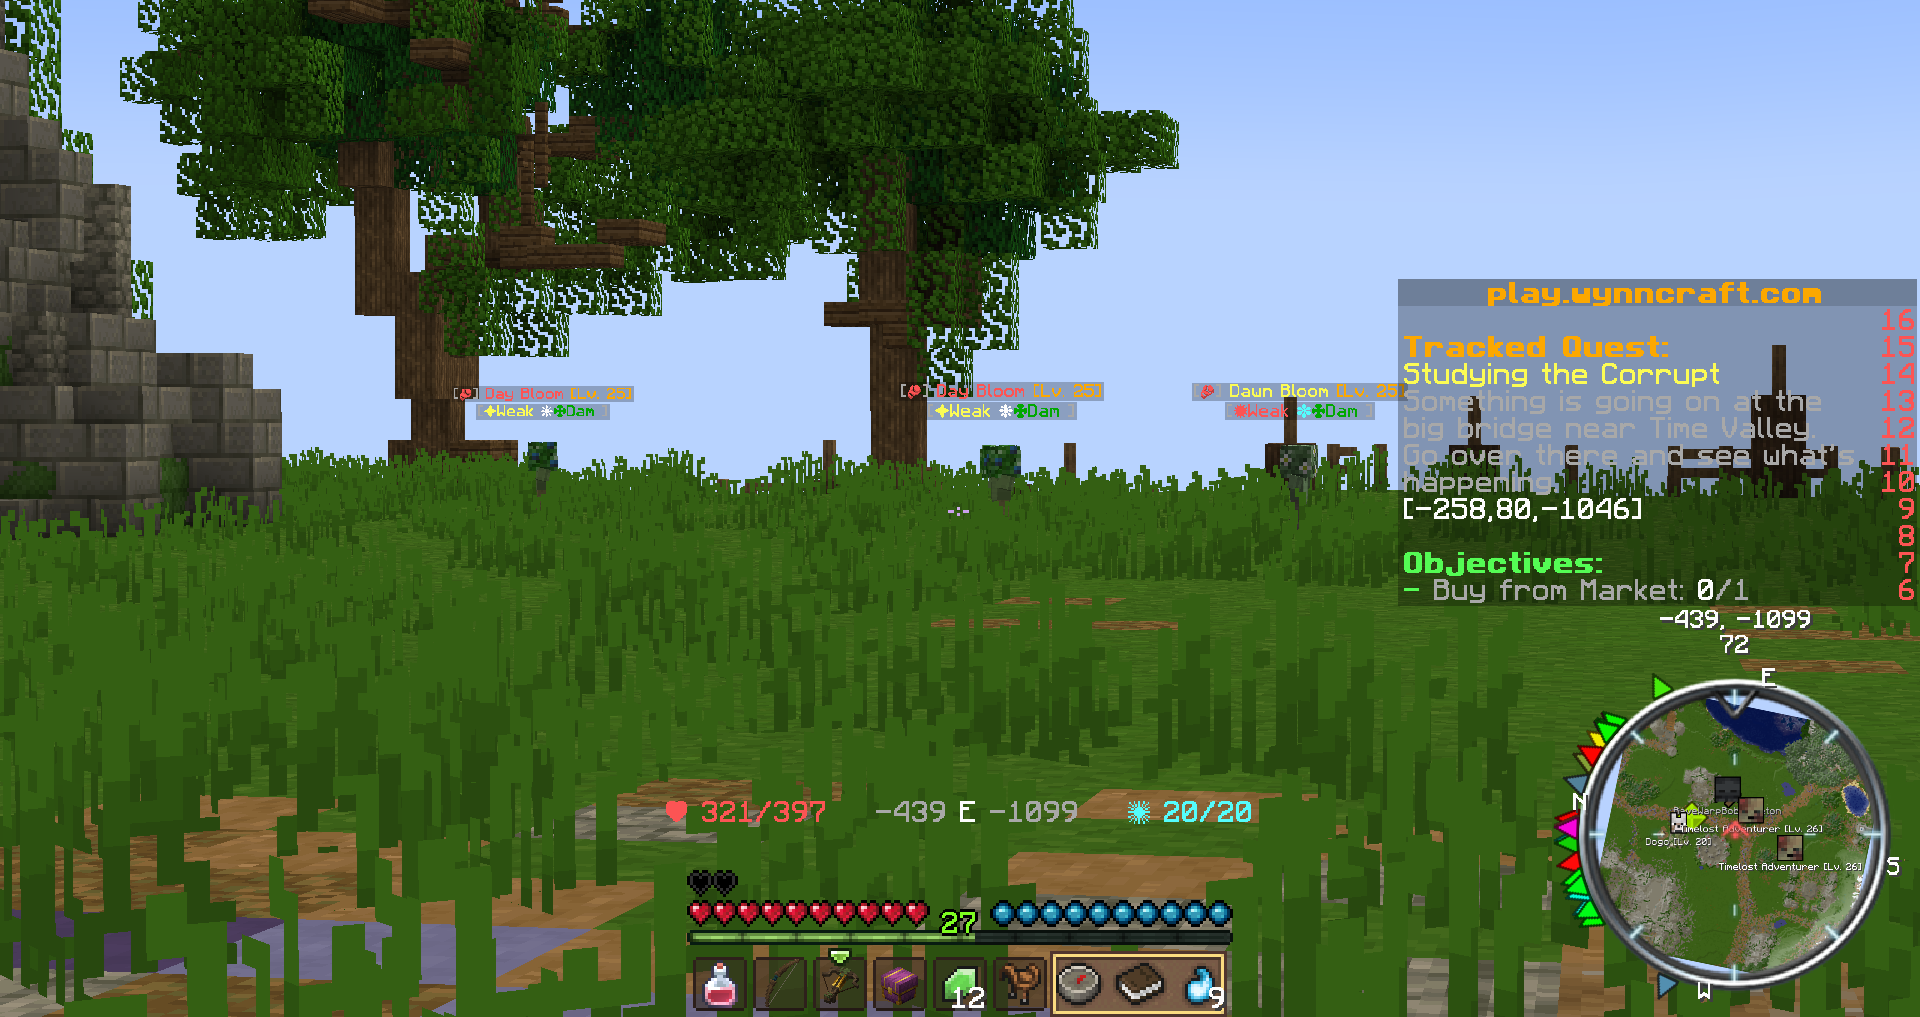 [ ] Day Bloom [Lv. 25]
[ ✦Weak ❋✤Dam ]
[ ] Day Bloom [Lv. 25]
[ ✦Weak ❋✤Dam ]
[ ] Dawn Bloom [Lv. 25]
[ ✹Weak ❋✤Dam ]
play.wynncraft.com
16
Tracked Quest: 15
Studying the Corrupt 14
Something is going on at the 13
big bridge near Time Valley. 12
Go over there and see what's 11
happening. 10
[-258,80,-1046] 9
8
Objectives: 7
- Buy from Market: 0/1 6
-439, -1099
72
E
N
Timelost Adventurer [Lv. 26]
Dogo [Lv. 20]
Timelost Adventurer [Lv. 26]
S
W
321/397 -439 E -1099 20/20
27
12
9